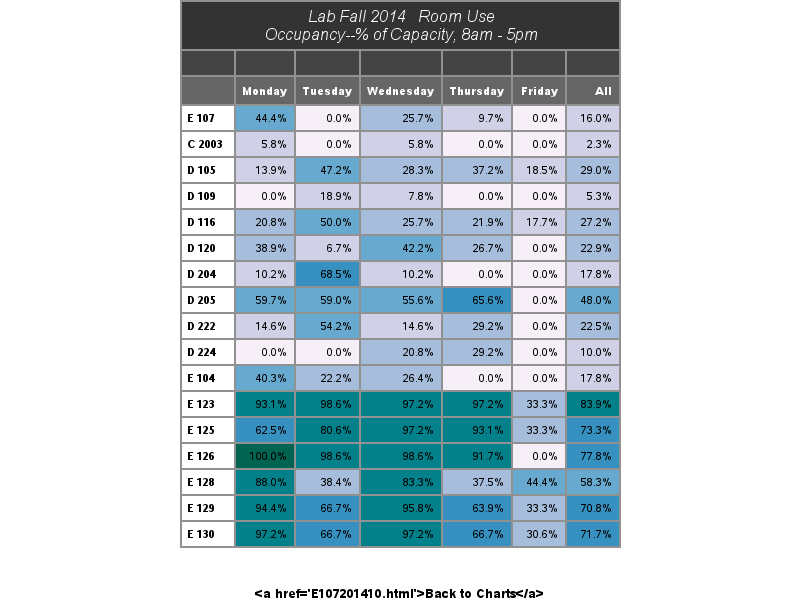 Lab Fall 2014 Room Use
Occupancy--% of Capacity, 8am - 5pm
Monday Tuesday Wednesday Thursday Friday All
E 107 44.4% 0.0% 25.7% 9.7% 0.0% 16.0%
C 2003 5.8% 0.0% 5.8% 0.0% 0.0% 2.3%
D 105 13.9% 47.2% 28.3% 37.2% 18.5% 29.0%
D 109 0.0% 18.9% 7.8% 0.0% 0.0% 5.3%
D 116 20.8% 50.0% 25.7% 21.9% 17.7% 27.2%
D 120 38.9% 6.7% 42.2% 26.7% 0.0% 22.9%
D 204 10.2% 68.5% 10.2% 0.0% 0.0% 17.8%
D 205 59.7% 59.0% 55.6% 65.6% 0.0% 48.0%
D 222 14.6% 54.2% 14.6% 29.2% 0.0% 22.5%
D 224 0.0% 0.0% 20.8% 29.2% 0.0% 10.0%
E 104 40.3% 22.2% 26.4% 0.0% 0.0% 17.8%
E 123 93.1% 98.6% 97.2% 97.2% 33.3% 83.9%
E 125 62.5% 80.6% 97.2% 93.1% 33.3% 73.3%
E 126 100.0% 98.6% 98.6% 91.7% 0.0% 77.8%
E 128 88.0% 38.4% 83.3% 37.5% 44.4% 58.3%
E 129 94.4% 66.7% 95.8% 63.9% 33.3% 70.8%
E 130 97.2% 66.7% 97.2% 66.7% 30.6% 71.7%
<a href='E107201410.html'>Back to Charts</a>